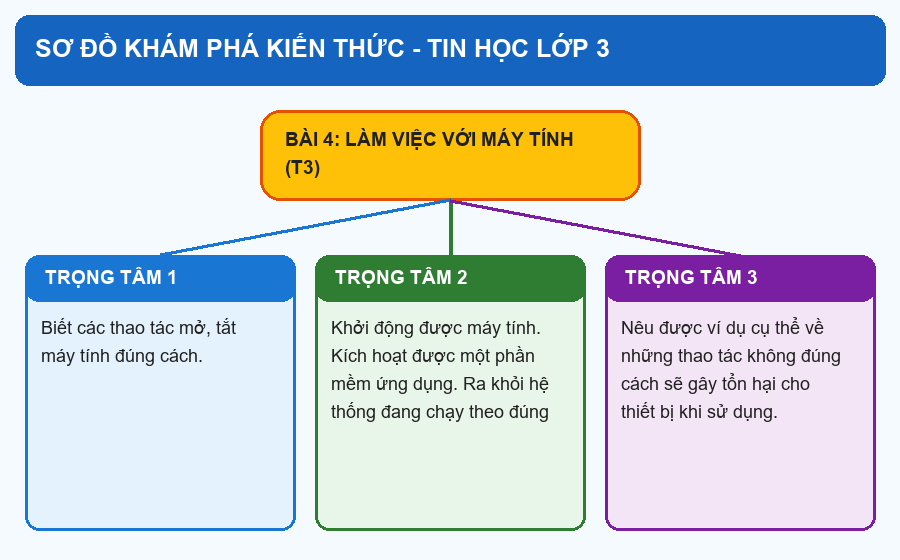 SƠ ĐỒ KHÁM PHÁ KIẾN THỨC - TIN HỌC LỚP 3
BÀI 4: LÀM VIỆC VỚI MÁY TÍNH
(T3)
TRỌNG TÂM 1
Biết các thao tác mở, tắt
máy tính đúng cách.
TRỌNG TÂM 2
Khởi động được máy tính.
Kích hoạt được một phần
mềm ứng dụng. Ra khỏi hệ
thống đang chạy theo đúng
TRỌNG TÂM 3
Nêu được ví dụ cụ thể về
những thao tác không đúng
cách sẽ gây tổn hại cho
thiết bị khi sử dụng.